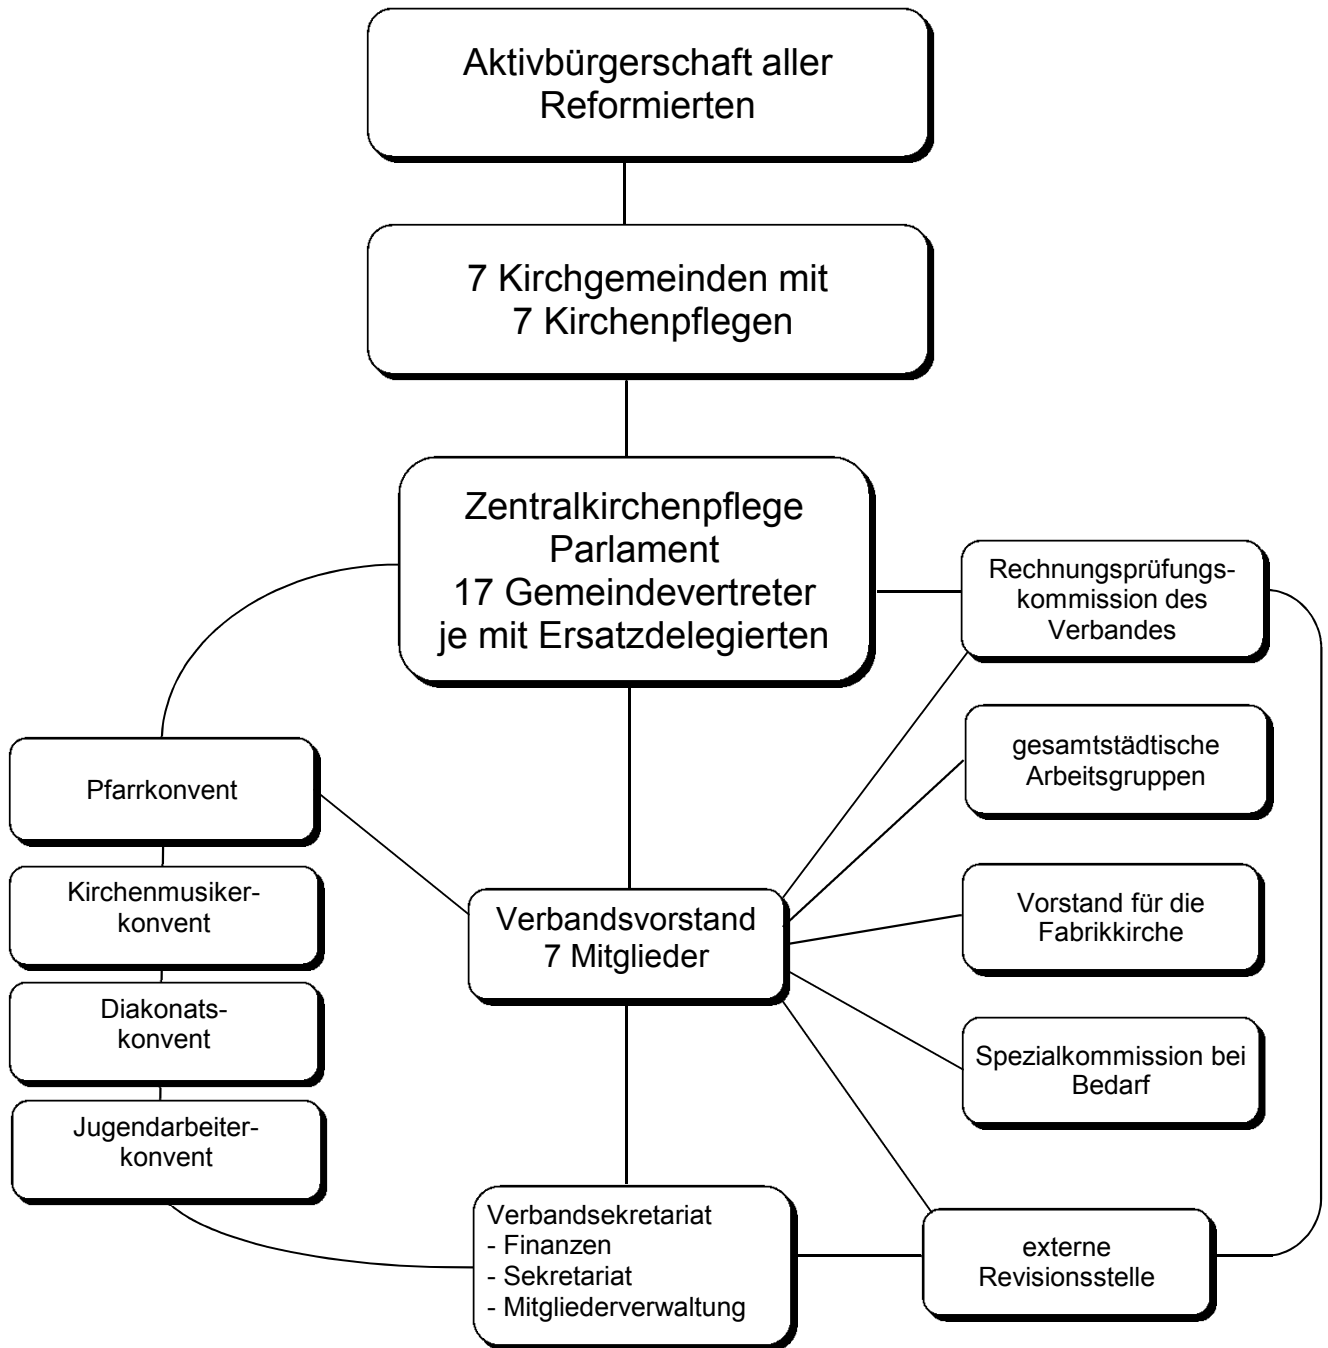 Aktivbürgerschaft aller
Reformierten
7 Kirchgemeinden mit
7 Kirchenpflegen
Zentralkirchenpflege
Parlament
17 Gemeindevertreter
je mit Ersatzdelegierten
Rechnungsprüfungs-
kommission des
Verbandes
gesamtstädtische
Arbeitsgruppen
Pfarrkonvent
Kirchenmusiker-
konvent
Verbandsvorstand
7 Mitglieder
Vorstand für die
Fabrikkirche
Diakonats-
konvent
Spezialkommission bei
Bedarf
Jugendarbeiter-
konvent
Verbandsekretariat
- Finanzen
- Sekretariat
- Mitgliederverwaltung
externe
Revisionsstelle